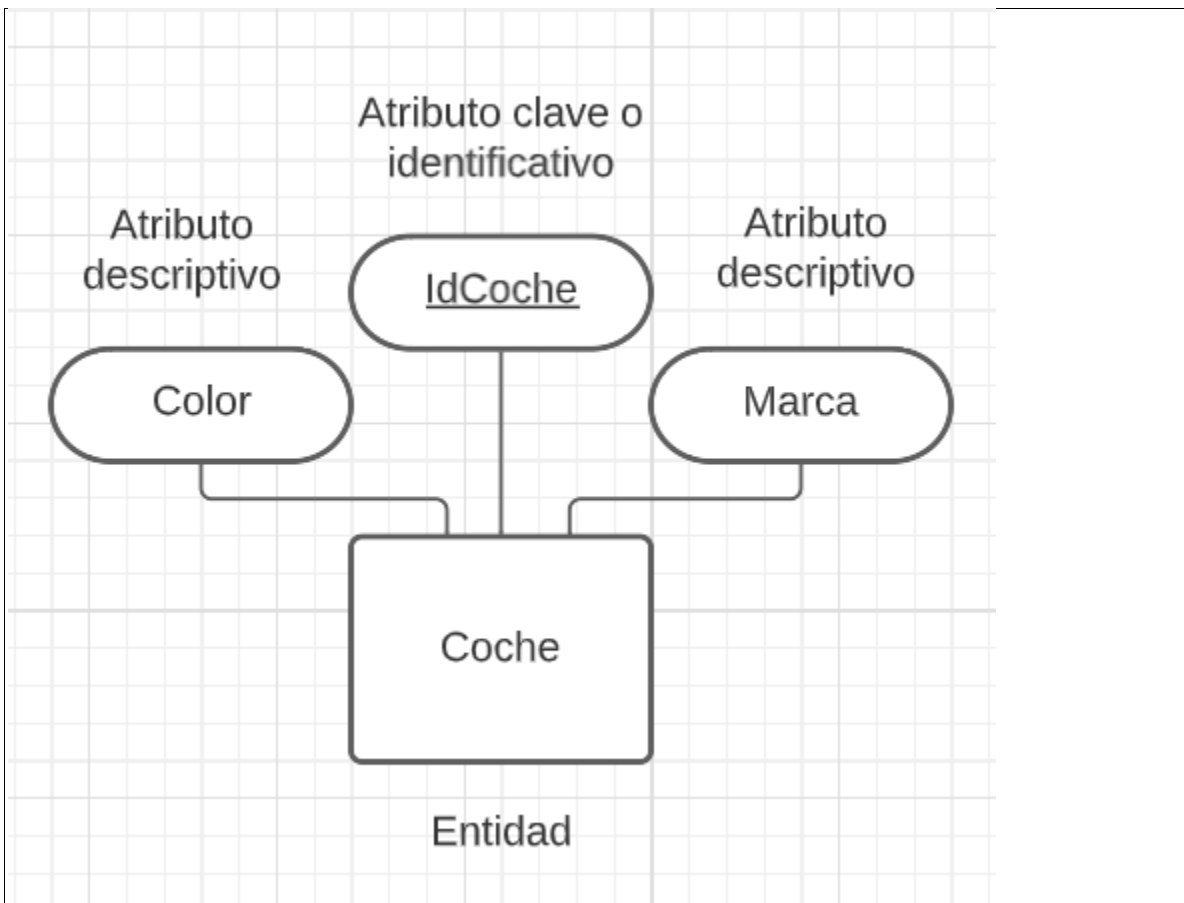 Atributo clave o
identificativo
Atributo
descriptivo
Atributo
descriptivo
IdCoche
Color
Marca
Coche
Entidad